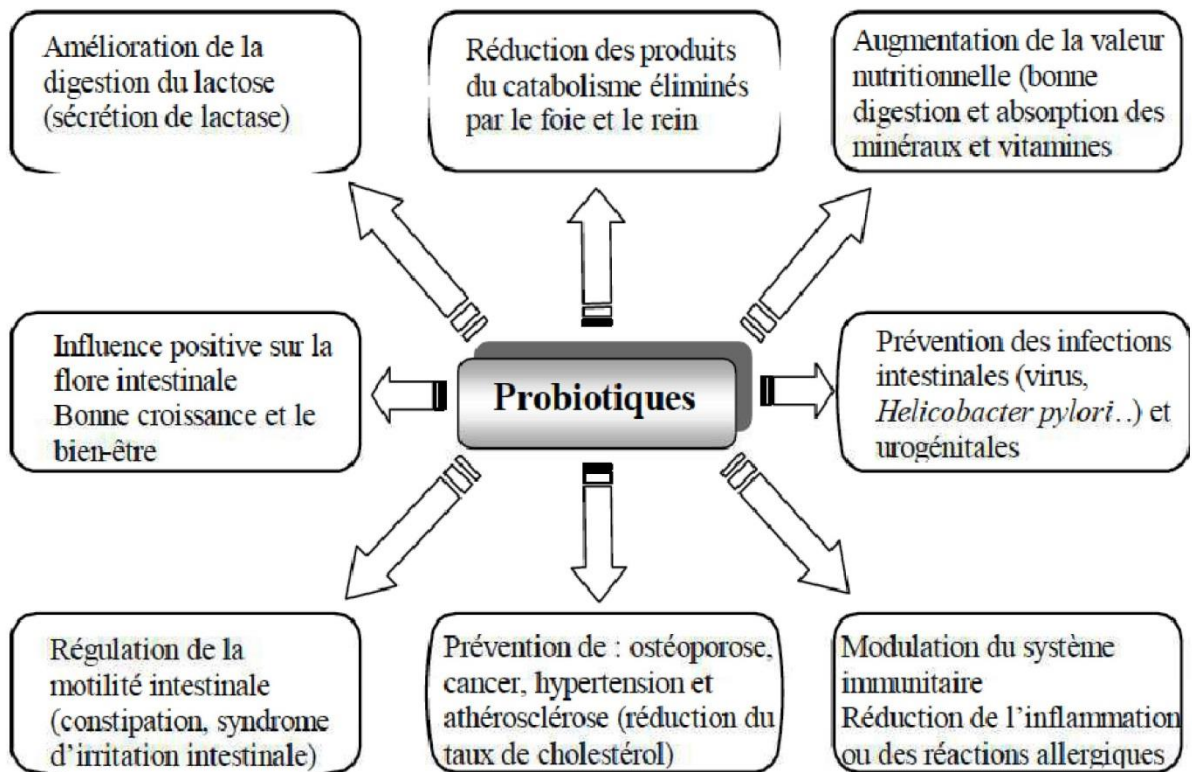 Amélioration de la
digestion du lactose
(sécrétion de lactase)
Réduction des produits
du catabolisme éliminés
par le foie et le rein
Augmentation de la valeur
nutritionnelle (bonne
digestion et absorption des
minéraux et vitamines
Influence positive sur la
flore intestinale
Bonne croissance et le
bien-être
Probiotiques
Prévention des infections
intestinales (virus,
Helicobacter pylori…) et
urogénitales
Régulation de la
motilité intestinale
(constipation, syndrome
d’irritation intestinale)
Prévention de : ostéoporose,
cancer, hypertension et
athérosclérose (réduction du
taux de cholestérol)
Modulation du système
immunitaire
Réduction de l’inflammation
ou des réactions allergiques